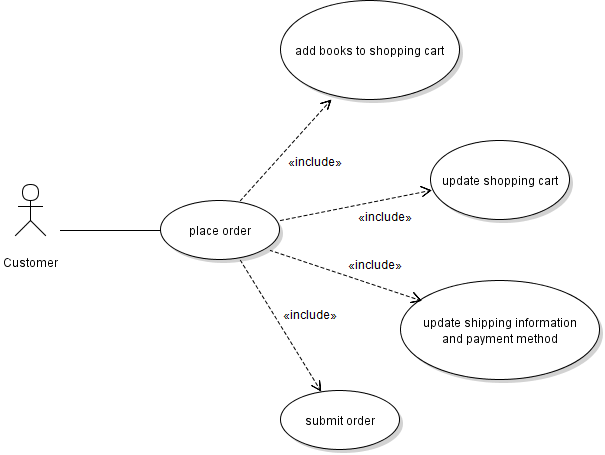 add books to shopping cart
«include»
update shopping cart
«include»
place order
Customer
«include»
«include»
update shipping information
and payment method
submit order